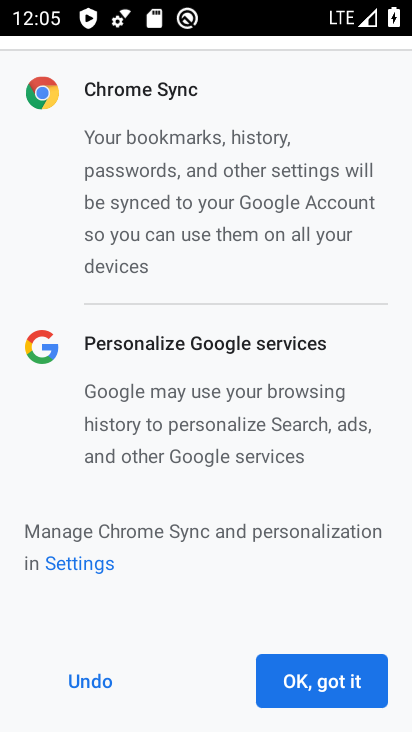 12:05 LTE
Chrome Sync
Your bookmarks, history,
passwords, and other settings will
be synced to your Google Account
so you can use them on all your
devices
Personalize Google services
Google may use your browsing
history to personalize Search, ads,
and other Google services
Manage Chrome Sync and personalization
in Settings
Undo OK, got it